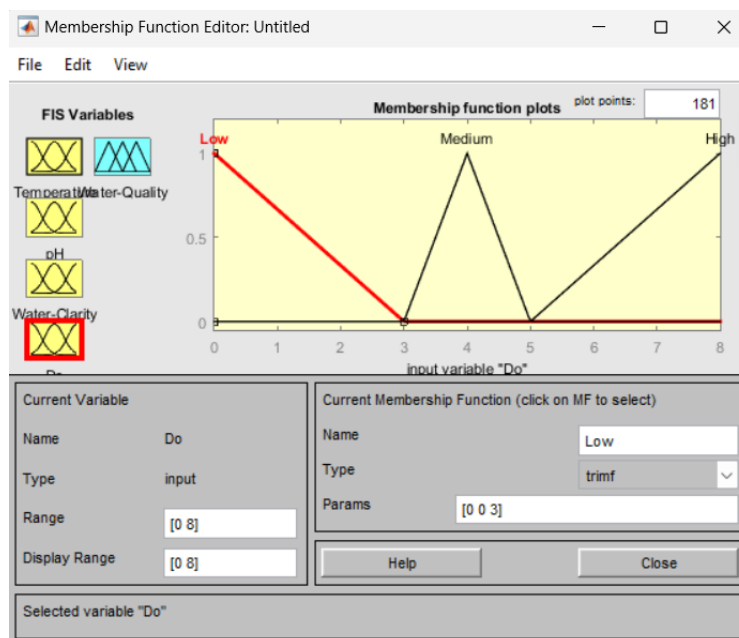 Membership Function Editor: Untitled
File Edit View
FIS Variables
Temperature
Water-Quality
pH
Water-Clarity
Do
Membership function plots
plot points: 181
Low Medium High
1
0.5
0
0 1 2 3 4 5 6 7 8
input variable "Do"
Current Variable
Name Do
Type input
Range [0 8]
Display Range [0 8]
Current Membership Function (click on MF to select)
Name Low
Type trimf
Params [0 0 3]
Help Close
Selected variable "Do"